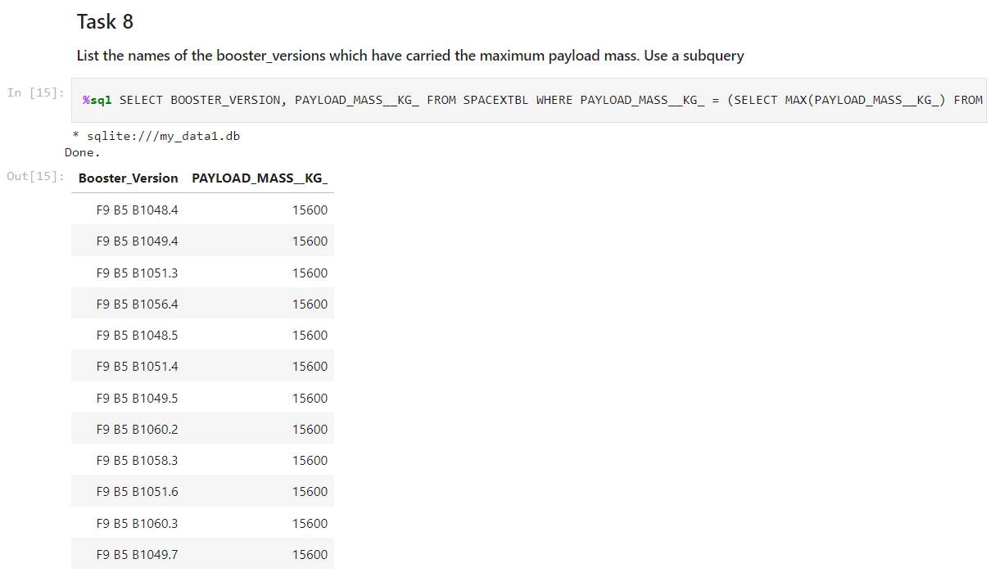 Task 8
List the names of the booster_versions which have carried the maximum payload mass. Use a subquery
In [15]:
%sql SELECT BOOSTER_VERSION, PAYLOAD_MASS__KG_ FROM SPACEXTBL WHERE PAYLOAD_MASS__KG_ = (SELECT MAX(PAYLOAD_MASS__KG_) FROM
* sqlite:///my_data1.db
Done.
Out[15]:
Booster_Version PAYLOAD_MASS__KG_
F9 B5 B1048.4 15600
F9 B5 B1049.4 15600
F9 B5 B1051.3 15600
F9 B5 B1056.4 15600
F9 B5 B1048.5 15600
F9 B5 B1051.4 15600
F9 B5 B1049.5 15600
F9 B5 B1060.2 15600
F9 B5 B1058.3 15600
F9 B5 B1051.6 15600
F9 B5 B1060.3 15600
F9 B5 B1049.7 15600